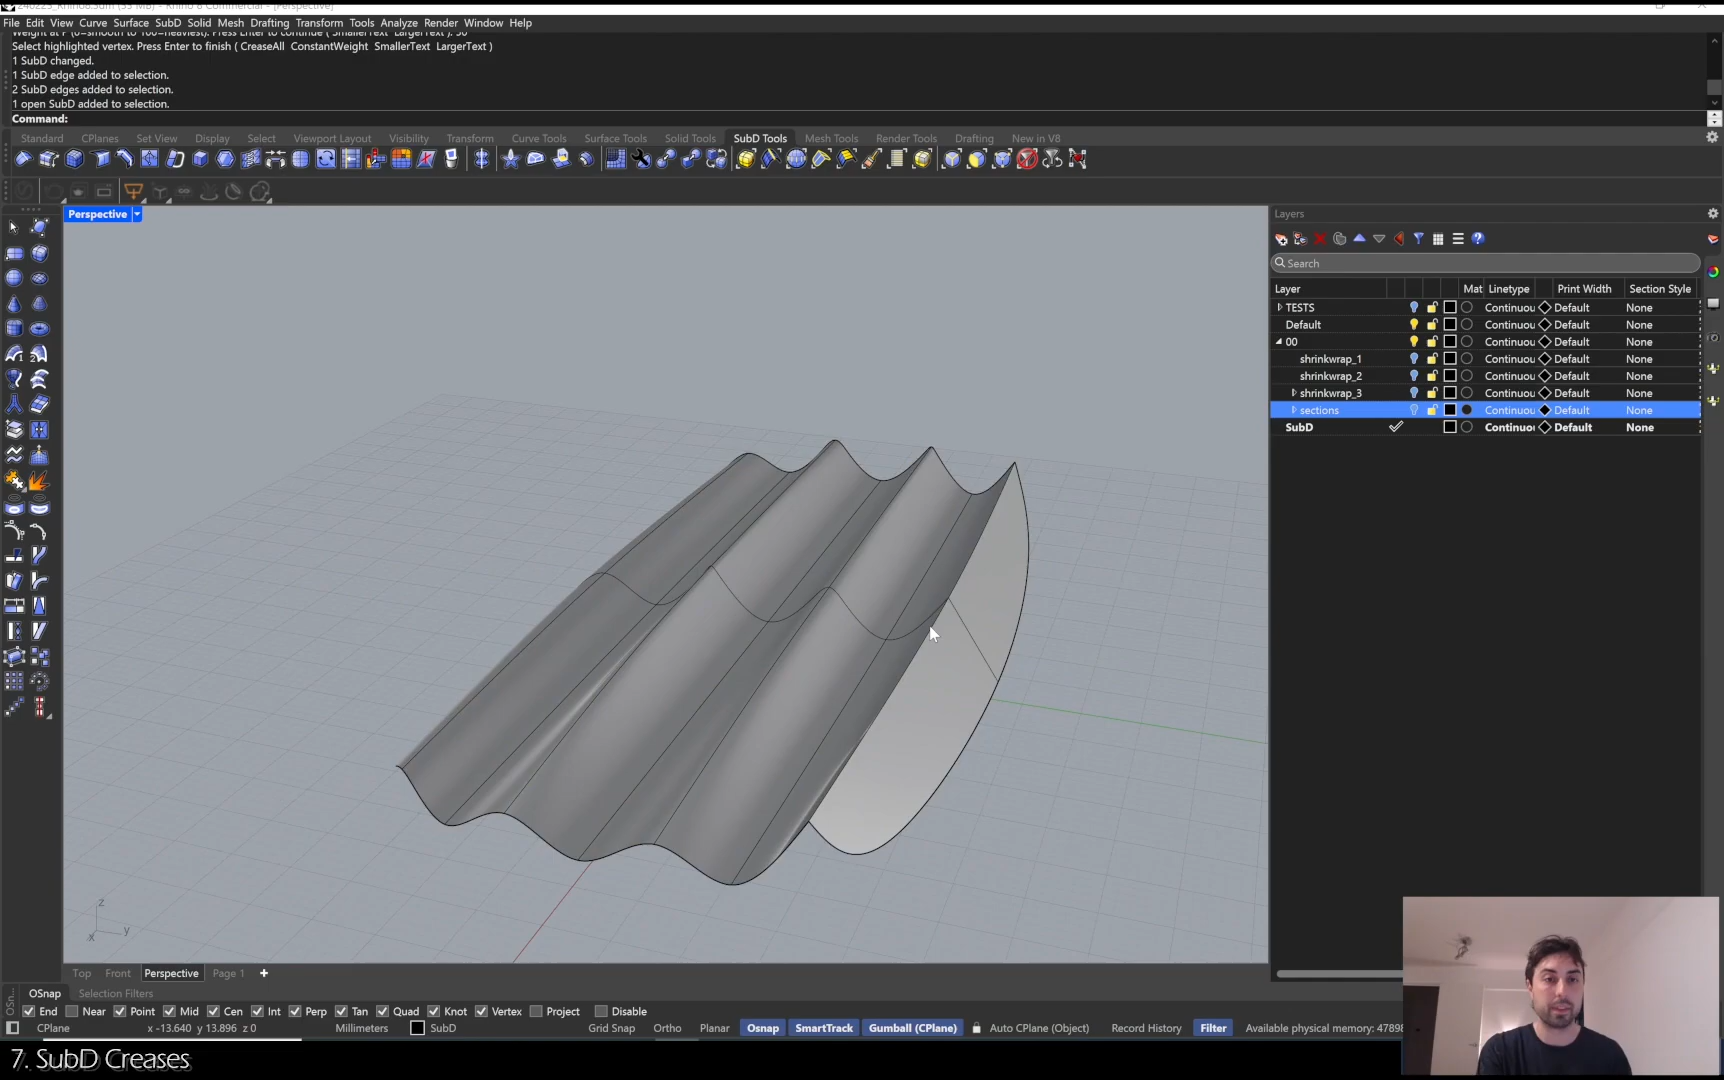 File Edit View Curve Surface SubD Solid Mesh Drafting Transform Tools Analyze Render Window Help
Select highlighted vertex. Press Enter to finish ( CreaseAll ConstantWeight SmallerText LargerText )
1 SubD changed.
1 SubD edge added to selection.
2 SubD edges added to selection.
1 open SubD added to selection.
Command:
Standard CPlanes Set View Display Select Viewport Layout Visibility Transform Curve Tools Surface Tools Solid Tools SubD Tools Mesh Tools Render Tools Drafting New in V8
Perspective
Layers
Search
Layer Mat Linetype Print Width Section Style
TESTS Continuou Default None
Default Continuou Default None
00 Continuou Default None
shrinkwrap_1 Continuou Default None
shrinkwrap_2 Continuou Default None
shrinkwrap_3 Continuou Default None
sections Continuou Default None
SubD Continuou Default None
z
x y
Top Front Perspective Page 1
OSnap Selection Filters
End Near Point Mid Cen Int Perp Tan Quad Knot Vertex Project Disable
CPlane x -13.640 y 13.896 z 0 Millimeters SubD Grid Snap Ortho Planar Osnap SmartTrack Gumball (CPlane) Auto CPlane (Object) Record History Filter Available physical memory: 47898
7. SubD Creases